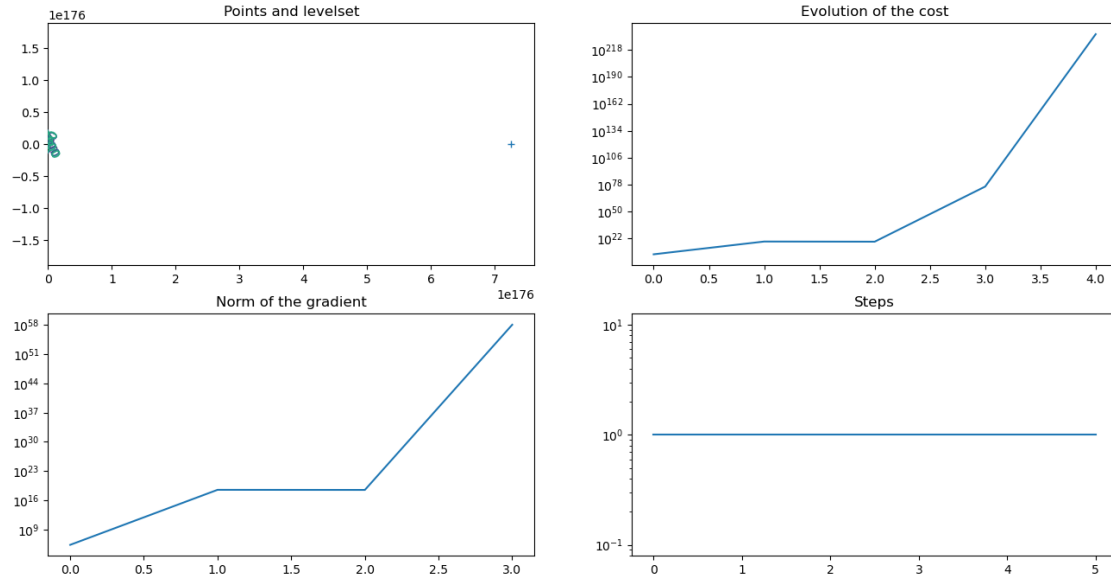 Points and levelset
1e176
1.5
1.0
0.5
0.0
−0.5
−1.0
−1.5
0 1 2 3 4 5 6 7
1e176
Evolution of the cost
10^218
10^190
10^162
10^134
10^106
10^78
10^50
10^22
0.0 0.5 1.0 1.5 2.0 2.5 3.0 3.5 4.0
Norm of the gradient
10^58
10^51
10^44
10^37
10^30
10^23
10^16
10^9
0.0 0.5 1.0 1.5 2.0 2.5 3.0
Steps
10^1
10^0
10^−1
0 1 2 3 4 5